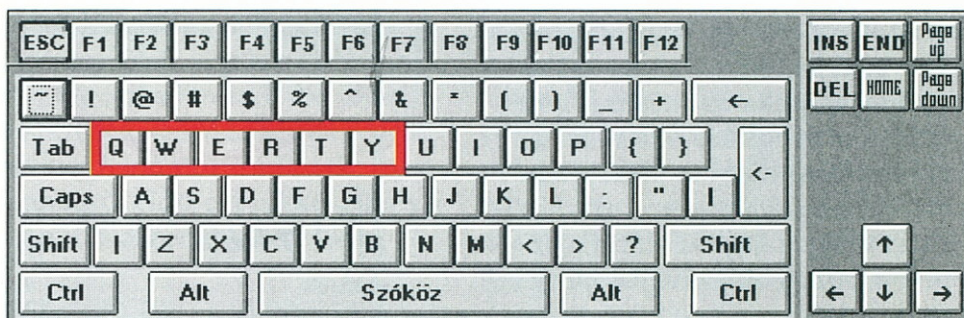 ESC F1 F2 F3 F4 F5 F6 F7 F8 F9 F10 F11 F12 INS END Page up
~ ! @ # $ % ^ & * ( ) _ + ← DEL HOME Page down
Tab Q W E R T Y U I O P { } <-
Caps A S D F G H J K L : " |
Shift | Z X C V B N M < > ? Shift ↑
Ctrl Alt Szóköz Alt Ctrl ← ↓ →